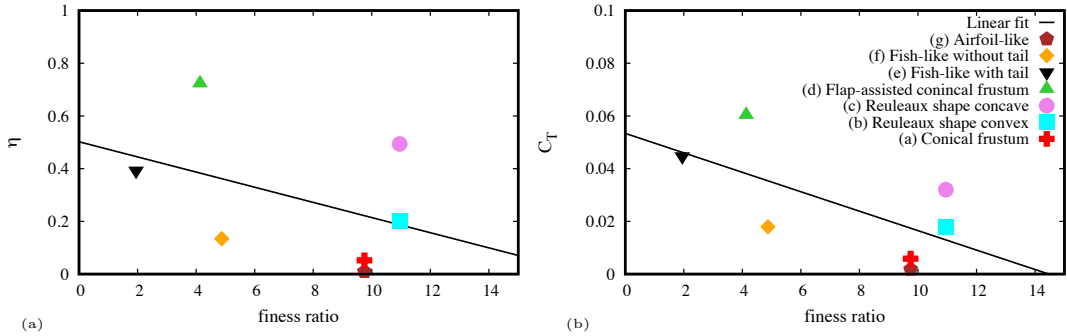 1
0.8
0.6
0.4
0.2
0
η
0 2 4 6 8 10 12 14
finess ratio
(a)
0.1
0.08
0.06
0.04
0.02
0
C_T
Linear fit
(g) Airfoil-like
(f) Fish-like without tail
(e) Fish-like with tail
(d) Flap-assisted conincal frustum
(c) Reuleaux shape concave
(b) Reuleaux shape convex
(a) Conical frustum
0 2 4 6 8 10 12 14
finess ratio
(b)